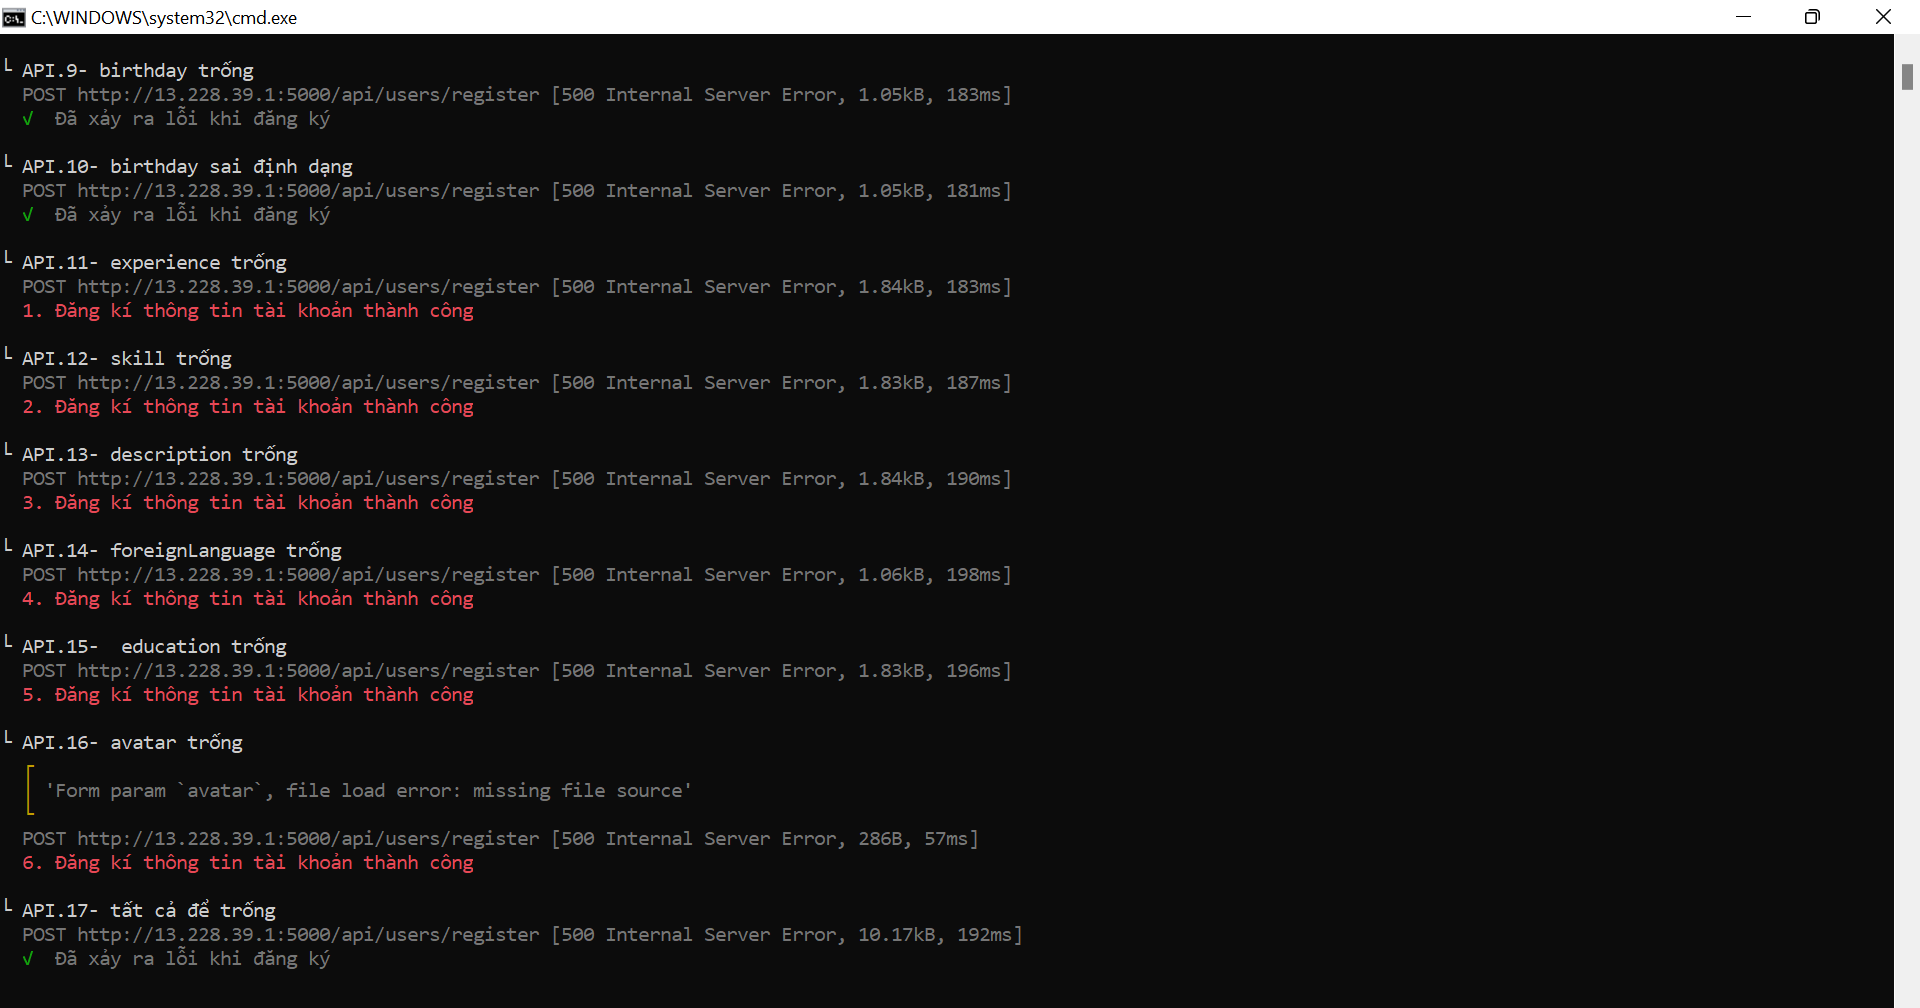 C:\WINDOWS\system32\cmd.exe
└ API.9- birthday trống
POST http://13.228.39.1:5000/api/users/register [500 Internal Server Error, 1.05kB, 183ms]
√ Đã xảy ra lỗi khi đăng ký
└ API.10- birthday sai định dạng
POST http://13.228.39.1:5000/api/users/register [500 Internal Server Error, 1.05kB, 181ms]
√ Đã xảy ra lỗi khi đăng ký
└ API.11- experience trống
POST http://13.228.39.1:5000/api/users/register [500 Internal Server Error, 1.84kB, 183ms]
1. Đăng kí thông tin tài khoản thành công
└ API.12- skill trống
POST http://13.228.39.1:5000/api/users/register [500 Internal Server Error, 1.83kB, 187ms]
2. Đăng kí thông tin tài khoản thành công
└ API.13- description trống
POST http://13.228.39.1:5000/api/users/register [500 Internal Server Error, 1.84kB, 190ms]
3. Đăng kí thông tin tài khoản thành công
└ API.14- foreignLanguage trống
POST http://13.228.39.1:5000/api/users/register [500 Internal Server Error, 1.06kB, 198ms]
4. Đăng kí thông tin tài khoản thành công
└ API.15-  education trống
POST http://13.228.39.1:5000/api/users/register [500 Internal Server Error, 1.83kB, 196ms]
5. Đăng kí thông tin tài khoản thành công
└ API.16- avatar trống
'Form param `avatar`, file load error: missing file source'
POST http://13.228.39.1:5000/api/users/register [500 Internal Server Error, 286B, 57ms]
6. Đăng kí thông tin tài khoản thành công
└ API.17- tất cả để trống
POST http://13.228.39.1:5000/api/users/register [500 Internal Server Error, 10.17kB, 192ms]
√ Đã xảy ra lỗi khi đăng ký